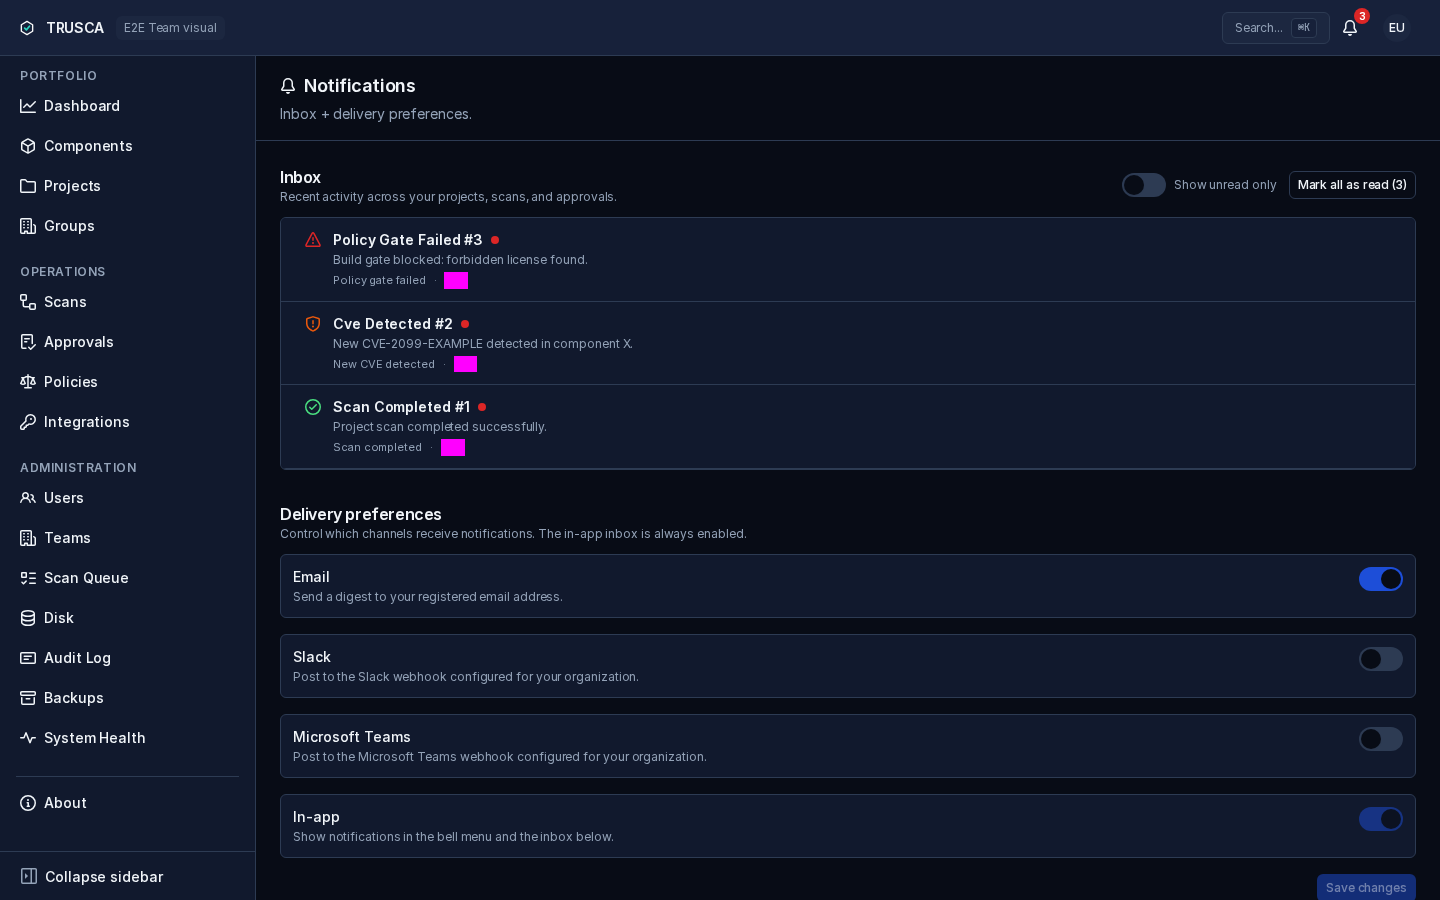 TRUSCA
E2E Team visual
Search...
⌘K
3
EU
PORTFOLIO
Dashboard
Components
Projects
Groups
OPERATIONS
Scans
Approvals
Policies
Integrations
ADMINISTRATION
Users
Teams
Scan Queue
Disk
Audit Log
Backups
System Health
About
Collapse sidebar
Notifications
Inbox + delivery preferences.
Inbox
Recent activity across your projects, scans, and approvals.
Show unread only
Mark all as read (3)
Policy Gate Failed #3
Build gate blocked: forbidden license found.
Policy gate failed ·
Cve Detected #2
New CVE-2099-EXAMPLE detected in component X.
New CVE detected ·
Scan Completed #1
Project scan completed successfully.
Scan completed ·
Delivery preferences
Control which channels receive notifications. The in-app inbox is always enabled.
Email
Send a digest to your registered email address.
Slack
Post to the Slack webhook configured for your organization.
Microsoft Teams
Post to the Microsoft Teams webhook configured for your organization.
In-app
Show notifications in the bell menu and the inbox below.
Save changes